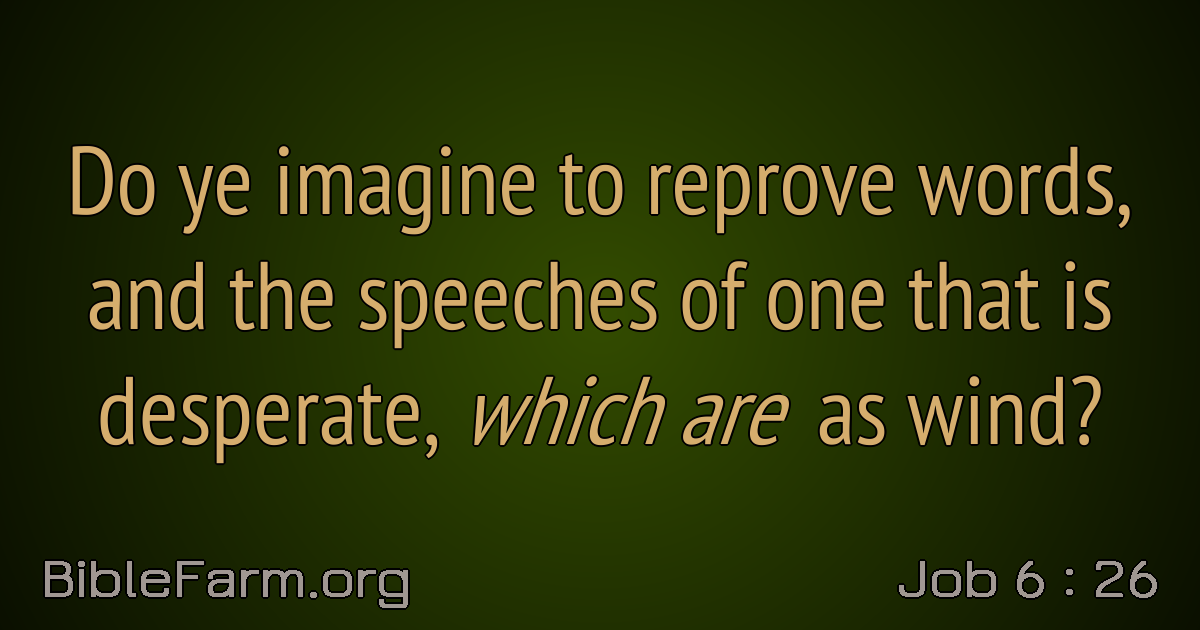 Do ye imagine to reprove words,
and the speeches of one that is
desperate, which are as wind?
BibleFarm.org
Job 6 : 26